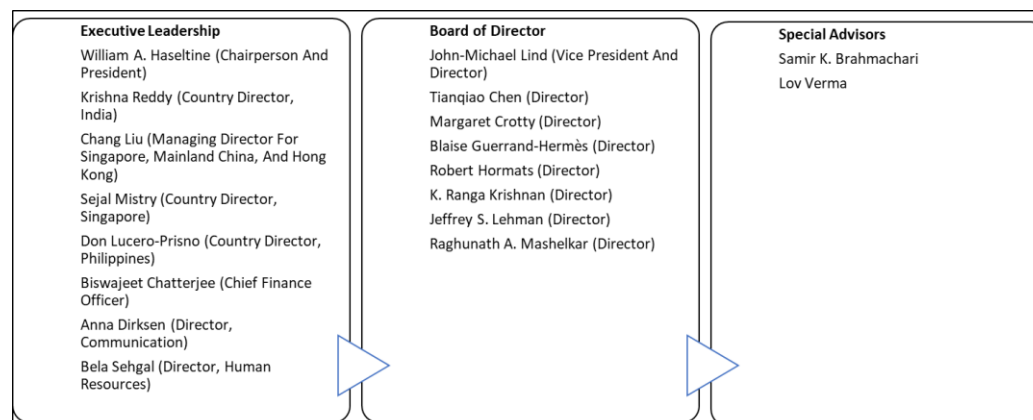 Executive Leadership
William A. Haseltine (Chairperson And
President)
Krishna Reddy (Country Director,
India)
Chang Liu (Managing Director For
Singapore, Mainland China, And Hong
Kong)
Sejal Mistry (Country Director,
Singapore)
Don Lucero-Prisno (Country Director,
Philippines)
Biswajeet Chatterjee (Chief Finance
Officer)
Anna Dirksen (Director,
Communication)
Bela Sehgal (Director, Human
Resources)
Board of Director
John-Michael Lind (Vice President And
Director)
Tianqiao Chen (Director)
Margaret Crotty (Director)
Blaise Guerrand-Hermès (Director)
Robert Hormats (Director)
K. Ranga Krishnan (Director)
Jeffrey S. Lehman (Director)
Raghunath A. Mashelkar (Director)
Special Advisors
Samir K. Brahmachari
Lov Verma